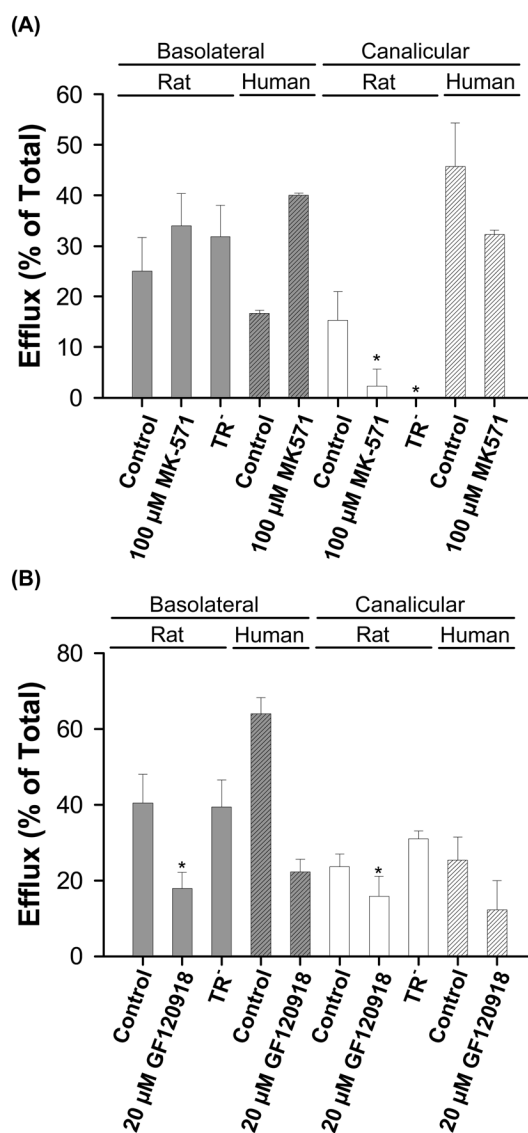 (A)
Basolateral Canalicular
Rat Human Rat Human
60
50
40
30
20
10
0
Efflux (% of Total)
* *
Control 100 µM MK-571 TR- Control 100 µM MK571 Control 100 µM MK-571 TR- Control 100 µM MK571
(B)
Basolateral Canalicular
Rat Human Rat Human
80
60
40
20
0
Efflux (% of Total)
* *
Control 20 µM GF120918 TR- Control 20 µM GF120918 Control 20 µM GF120918 TR- Control 20 µM GF120918